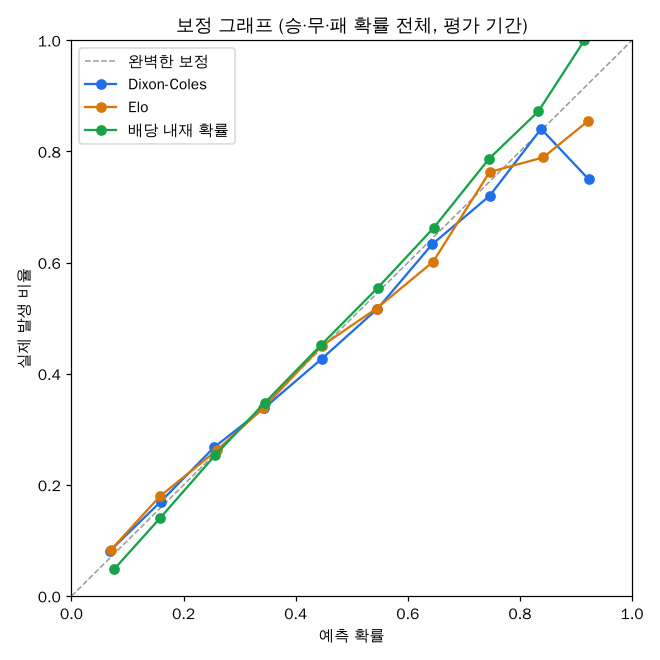 보정 그래프 (승·무·패 확률 전체, 평가 기간)
완벽한 보정
Dixon-Coles
Elo
배당 내재 확률
실제 발생 비율
1.0
0.8
0.6
0.4
0.2
0.0
0.0 0.2 0.4 0.6 0.8 1.0
예측 확률